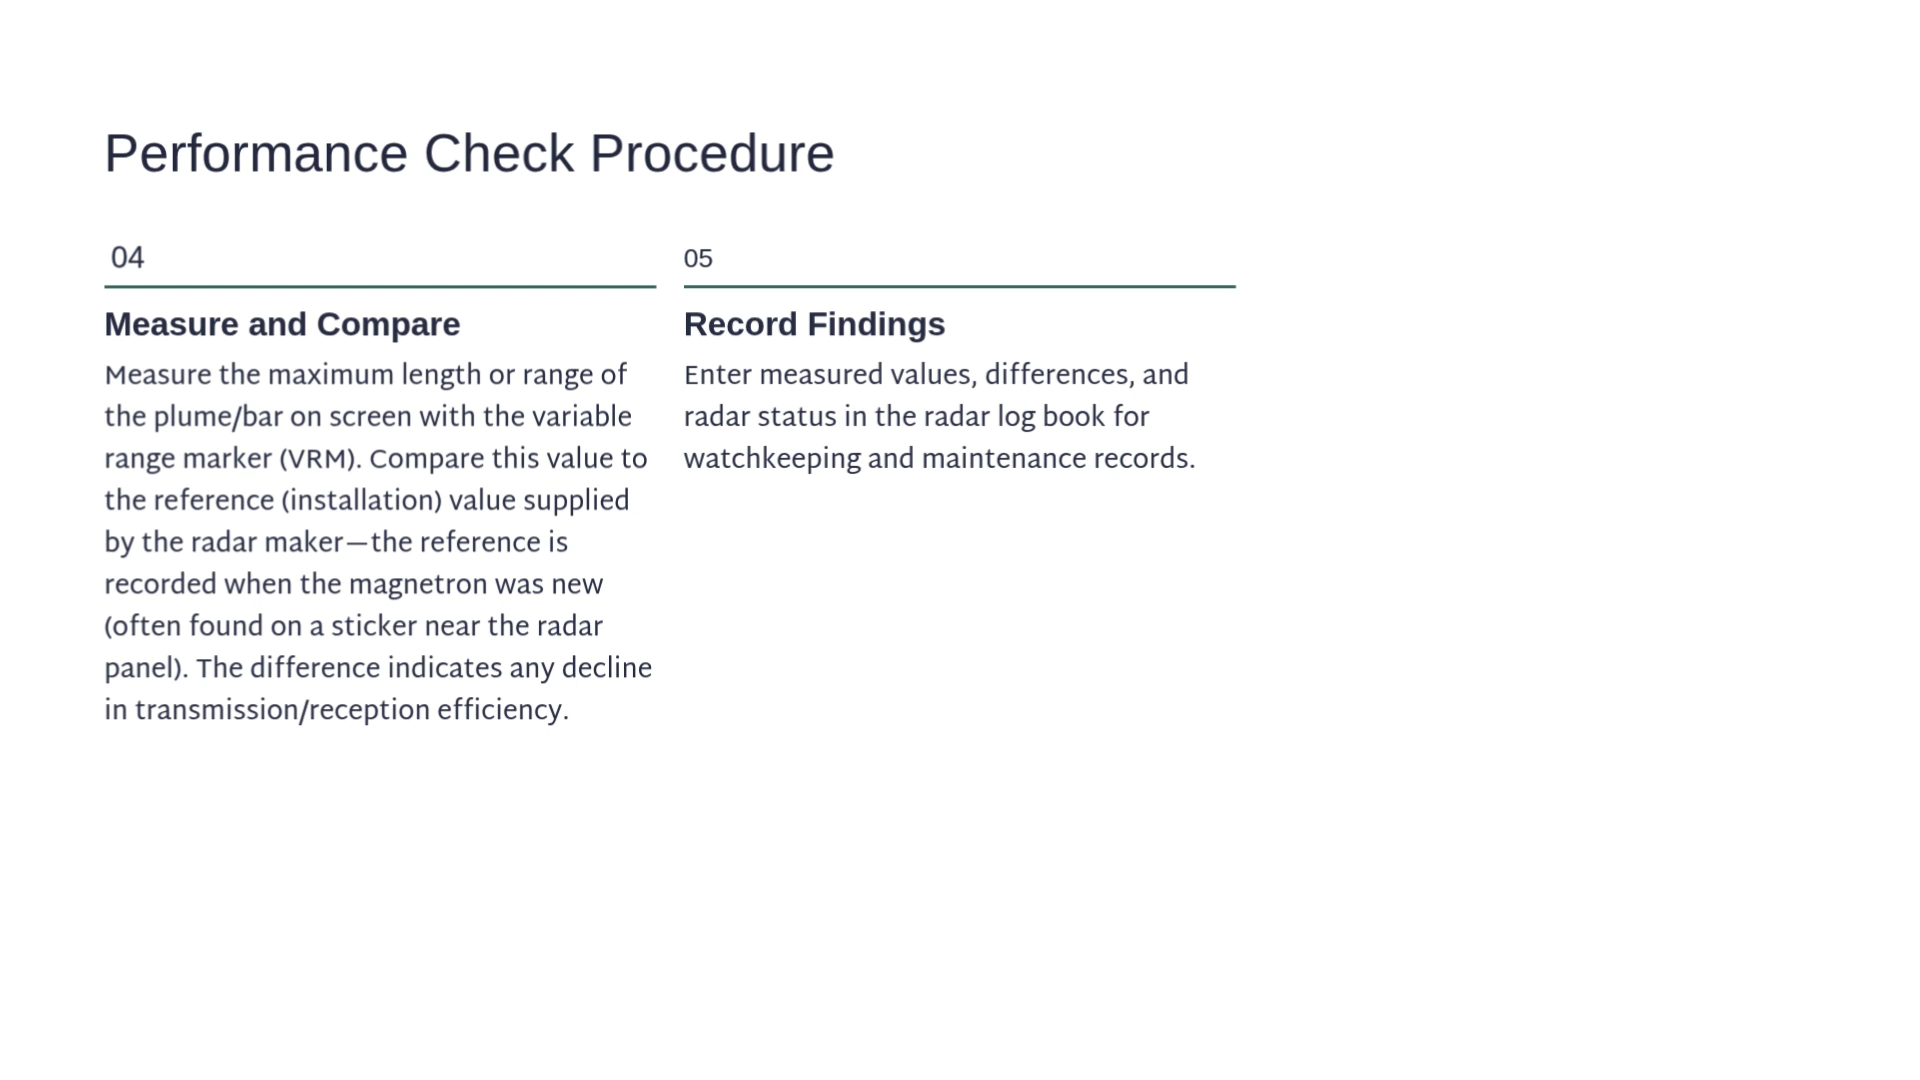 Performance Check Procedure
04
Measure and Compare
Measure the maximum length or range of
the plume/bar on screen with the variable
range marker (VRM). Compare this value to
the reference (installation) value supplied
by the radar maker—the reference is
recorded when the magnetron was new
(often found on a sticker near the radar
panel). The difference indicates any decline
in transmission/reception efficiency.
05
Record Findings
Enter measured values, differences, and
radar status in the radar log book for
watchkeeping and maintenance records.